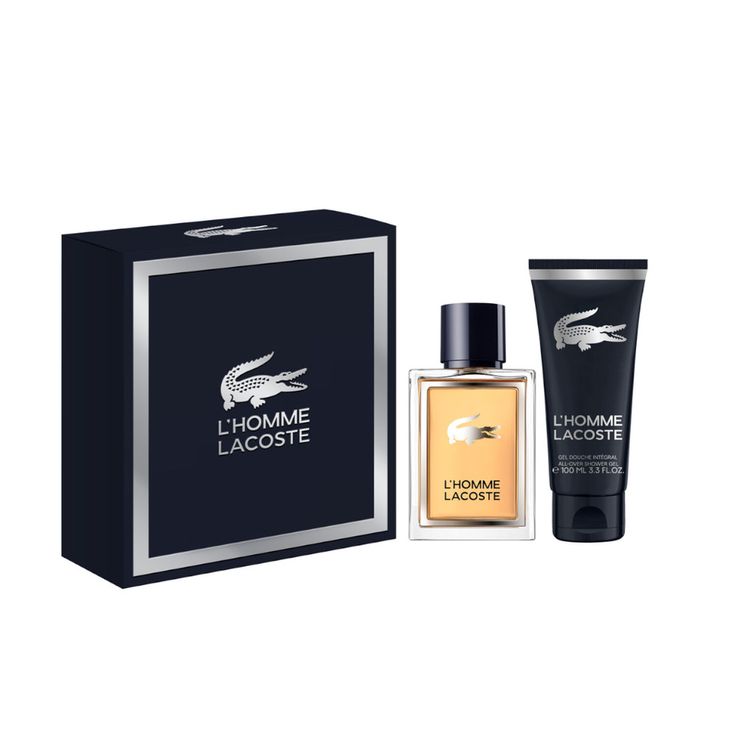 L'HOMME
LACOSTE
L'HOMME
LACOSTE
L'HOMME
LACOSTE
GEL DOUCHE INTÉGRAL
ALL-OVER SHOWER GEL
℮ 100 ML 3.3 FL.OZ.